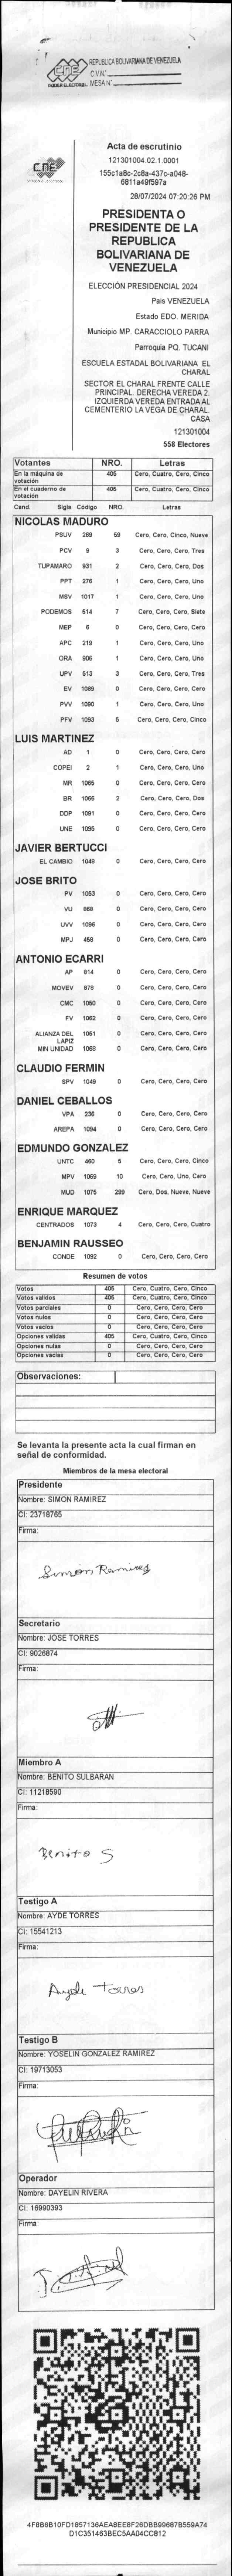 CNE
PODER ELECTORAL
REPUBLICA BOLIVARIANA DE VENEZUELA
C.V.N°
MESA N°
CNE
Acta de escrutinio
121301004.02.1.0001
155c1a8c-2c8a-437c-a048-
6811a49f597a
28/07/2024 07:20:26 PM
PRESIDENTA O
PRESIDENTE DE LA
REPUBLICA
BOLIVARIANA DE
VENEZUELA
ELECCIÓN PRESIDENCIAL 2024
Pais VENEZUELA
Estado EDO. MERIDA
Municipio MP. CARACCIOLO PARRA
Parroquia PQ. TUCANI
ESCUELA ESTADAL BOLIVARIANA EL
CHARAL
SECTOR EL CHARAL FRENTE CALLE
PRINCIPAL. DERECHA VEREDA 2.
IZQUIERDA VEREDA ENTRADA AL
CEMENTERIO LA VEGA DE CHARAL.
CASA
121301004
558 Electores
Votantes NRO. Letras
En la máquina de votación 405 Cero, Cuatro, Cero, Cinco
En el cuaderno de votación 405 Cero, Cuatro, Cero, Cinco
Cand. Sigla Código NRO. Letras
NICOLAS MADURO
PSUV 269 59 Cero, Cero, Cinco, Nueve
PCV 9 3 Cero, Cero, Cero, Tres
TUPAMARO 931 2 Cero, Cero, Cero, Dos
PPT 276 1 Cero, Cero, Cero, Uno
MSV 1017 1 Cero, Cero, Cero, Uno
PODEMOS 514 7 Cero, Cero, Cero, Siete
MEP 6 0 Cero, Cero, Cero, Cero
APC 219 1 Cero, Cero, Cero, Uno
ORA 906 1 Cero, Cero, Cero, Uno
UPV 513 3 Cero, Cero, Cero, Tres
EV 1089 0 Cero, Cero, Cero, Cero
PVV 1090 1 Cero, Cero, Cero, Uno
PFV 1093 5 Cero, Cero, Cero, Cinco
LUIS MARTINEZ
AD 1 0 Cero, Cero, Cero, Cero
COPEI 2 1 Cero, Cero, Cero, Uno
MR 1065 0 Cero, Cero, Cero, Cero
BR 1066 2 Cero, Cero, Cero, Dos
DDP 1091 0 Cero, Cero, Cero, Cero
UNE 1095 0 Cero, Cero, Cero, Cero
JAVIER BERTUCCI
EL CAMBIO 1048 0 Cero, Cero, Cero, Cero
JOSE BRITO
PV 1053 0 Cero, Cero, Cero, Cero
VU 868 0 Cero, Cero, Cero, Cero
UVV 1096 0 Cero, Cero, Cero, Cero
MPJ 458 0 Cero, Cero, Cero, Cero
ANTONIO ECARRI
AP 814 0 Cero, Cero, Cero, Cero
MOVEV 878 0 Cero, Cero, Cero, Cero
CMC 1050 0 Cero, Cero, Cero, Cero
FV 1062 0 Cero, Cero, Cero, Cero
ALIANZA DEL LAPIZ 1051 0 Cero, Cero, Cero, Cero
MIN UNIDAD 1068 0 Cero, Cero, Cero, Cero
CLAUDIO FERMIN
SPV 1049 0 Cero, Cero, Cero, Cero
DANIEL CEBALLOS
VPA 236 0 Cero, Cero, Cero, Cero
AREPA 1094 0 Cero, Cero, Cero, Cero
EDMUNDO GONZALEZ
UNTC 460 5 Cero, Cero, Cero, Cinco
MPV 1069 10 Cero, Cero, Uno, Cero
MUD 1075 299 Cero, Dos, Nueve, Nueve
ENRIQUE MARQUEZ
CENTRADOS 1073 4 Cero, Cero, Cero, Cuatro
BENJAMIN RAUSSEO
CONDE 1092 0 Cero, Cero, Cero, Cero
Resumen de votos
Votos 405 Cero, Cuatro, Cero, Cinco
Votos validos 405 Cero, Cuatro, Cero, Cinco
Votos parciales 0 Cero, Cero, Cero, Cero
Votos nulos 0 Cero, Cero, Cero, Cero
Votos vacios 0 Cero, Cero, Cero, Cero
Opciones validas 405 Cero, Cuatro, Cero, Cinco
Opciones nulas 0 Cero, Cero, Cero, Cero
Opciones vacias 0 Cero, Cero, Cero, Cero
Observaciones:
Se levanta la presente acta la cual firman en
señal de conformidad.
Miembros de la mesa electoral
Presidente
Nombre: SIMON RAMIREZ
CI: 23718765
Firma:
Simon Ramirez
Secretario
Nombre: JOSE TORRES
CI: 9026874
Firma:
Miembro A
Nombre: BENITO SULBARAN
CI: 11218590
Firma:
Benito S
Testigo A
Nombre: AYDE TORRES
CI: 15541213
Firma:
Ayde Torres
Testigo B
Nombre: YOSELIN GONZALEZ RAMIREZ
CI: 19713053
Firma:
Operador
Nombre: DAYELIN RIVERA
CI: 16990393
Firma:
4F8B6B10FD1857136AEA8EE8F26DBB99687B559A74
D1C351463BEC5AA04CC812